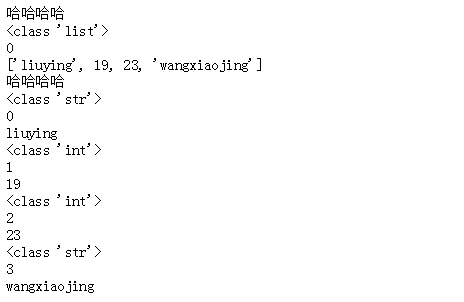 哈哈哈哈
<class 'list'>
0
['liuying', 19, 23, 'wangxiaojing']
哈哈哈哈
<class 'str'>
0
liuying
<class 'int'>
1
19
<class 'int'>
2
23
<class 'str'>
3
wangxiaojing